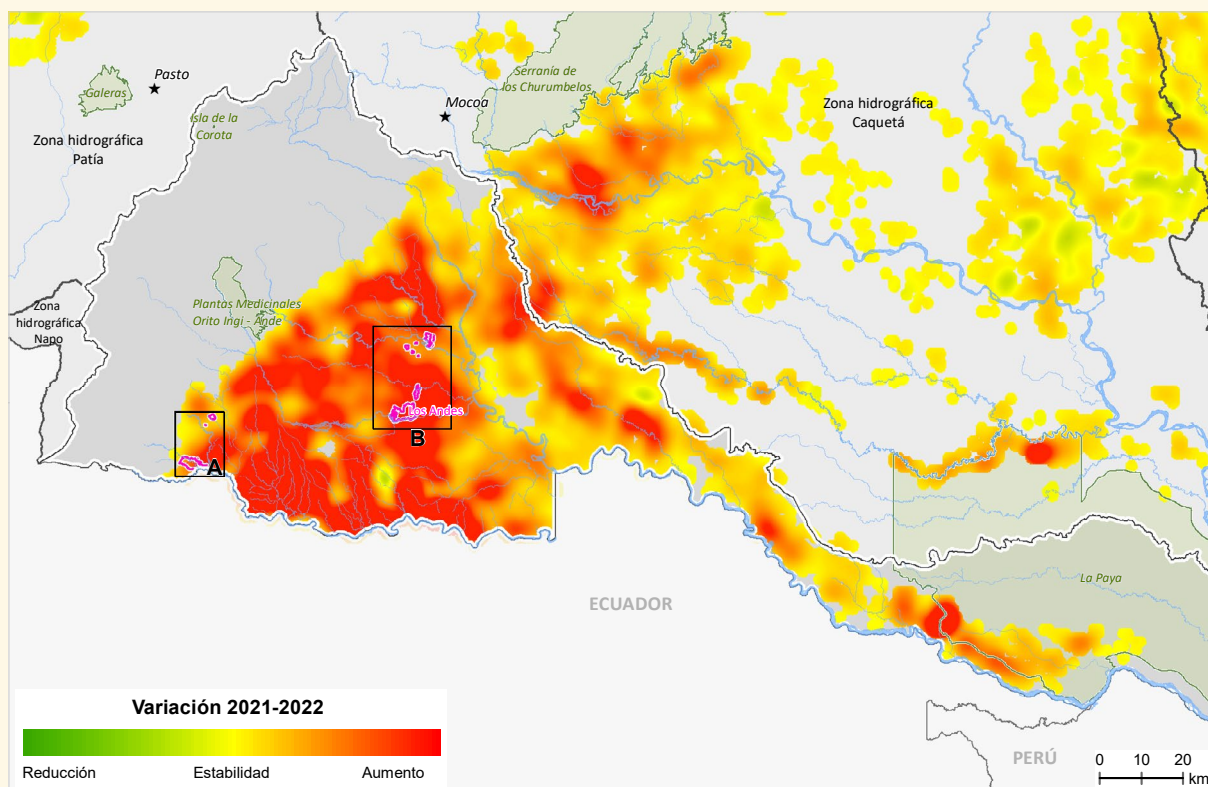 Pasto
Galeras
Zona hidrográfica
Patía
Isla de la
Corota
Mocoa
Serranía de
los Churumbelos
Zona hidrográfica
Caquetá
Zona
hidrográfica
Napo
Plantas Medicinales
Orito Ingi - Ande
Los Andes
A
B
ECUADOR
La Paya
PERÚ
Variación 2021-2022
Reducción
Estabilidad
Aumento
0 10 20
km